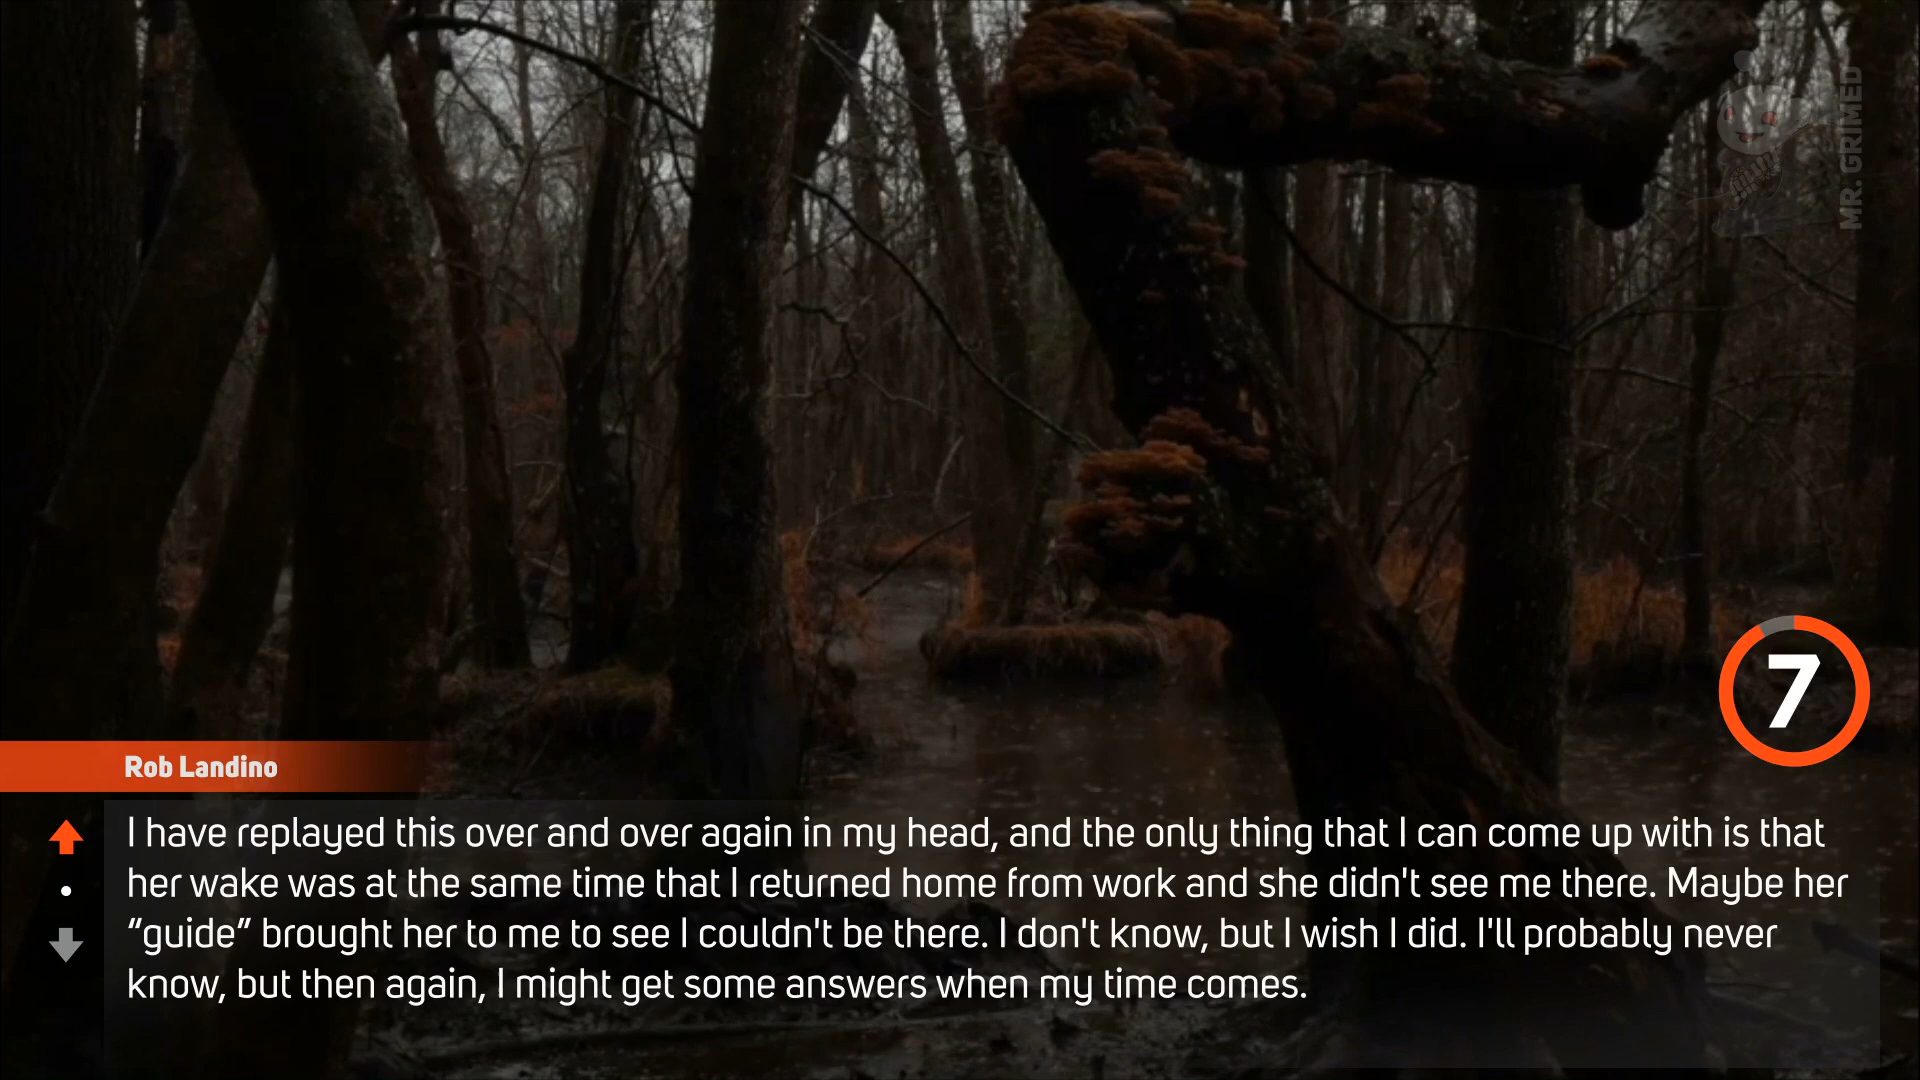 MR. GRIMED
7
Rob Landino
I have replayed this over and over again in my head, and the only thing that I can come up with is that
her wake was at the same time that I returned home from work and she didn't see me there. Maybe her
“guide” brought her to me to see I couldn't be there. I don't know, but I wish I did. I'll probably never
know, but then again, I might get some answers when my time comes.